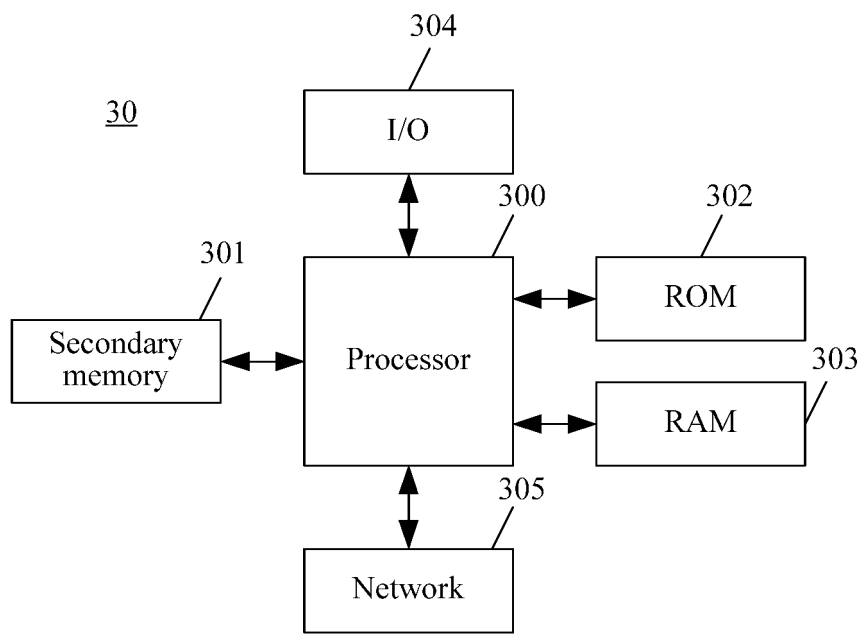 304
30
I/O
300
302
301
ROM
Secondary
memory
Processor
303
RAM
305
Network